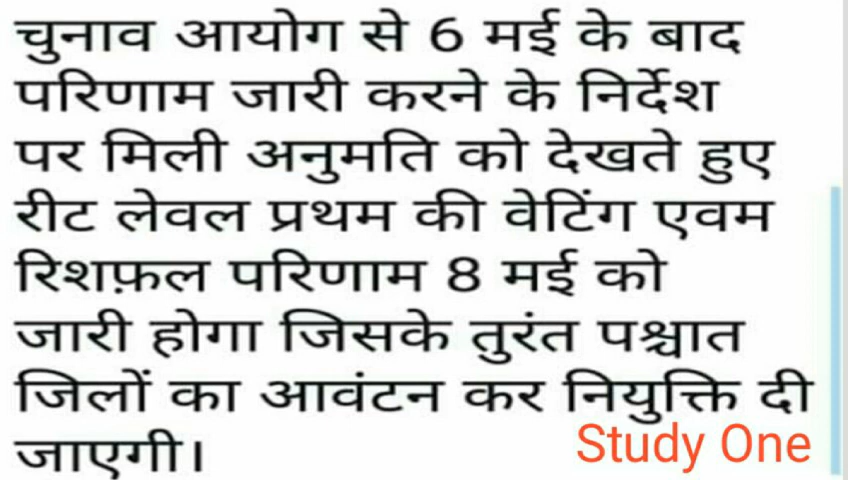 चुनाव आयोग से 6 मई के बाद
परिणाम जारी करने के निर्देश
पर मिली अनुमति को देखते हुए
रीट लेवल प्रथम की वेटिंग एवम
रिशफ़ल परिणाम 8 मई को
जारी होगा जिसके तुरंत पश्चात
जिलों का आवंटन कर नियुक्ति दी
जाएगी।
Study One